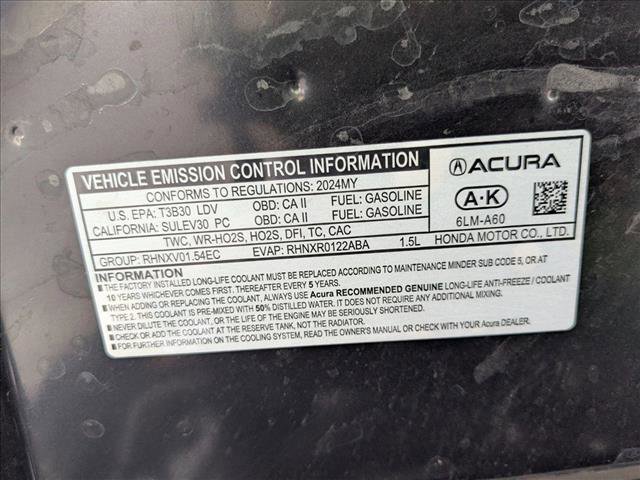 VEHICLE EMISSION CONTROL INFORMATION
CONFORMS TO REGULATIONS: 2024MY
U.S. EPA: T3B30 LDV OBD: CA II FUEL: GASOLINE
CALIFORNIA: SULEV30 PC OBD: CA II FUEL: GASOLINE
TWC, WR-HO2S, HO2S, DFI, TC, CAC
GROUP: RHNXV01.54EC EVAP: RHNXR0122ABA 1.5L
ACURA
A·K
6LM-A60
HONDA MOTOR CO., LTD.
INFORMATION
■ THE FACTORY INSTALLED LONG-LIFE COOLANT MUST BE REPLACED ACCORDING TO MAINTENANCE MINDER SUB CODE 5, OR AT
10 YEARS WHICHEVER COMES FIRST, THEREAFTER EVERY 5 YEARS.
■ WHEN ADDING OR REPLACING THE COOLANT, ALWAYS USE Acura RECOMMENDED GENUINE LONG-LIFE ANTI-FREEZE / COOLANT
TYPE 2. THIS COOLANT IS PRE-MIXED WITH 50% DISTILLED WATER. IT DOES NOT REQUIRE ANY ADDITIONAL MIXING.
■ NEVER DILUTE THE COOLANT, OR THE LIFE OF THE ENGINE MAY BE SERIOUSLY SHORTENED.
■ ADD COOLANT AT THE RESERVE TANK, NOT THE RADIATOR.
■ FOR FURTHER INFORMATION ON THE COOLING SYSTEM, CHECK THE OWNER'S MANUAL OR CHECK WITH YOUR Acura DEALER.